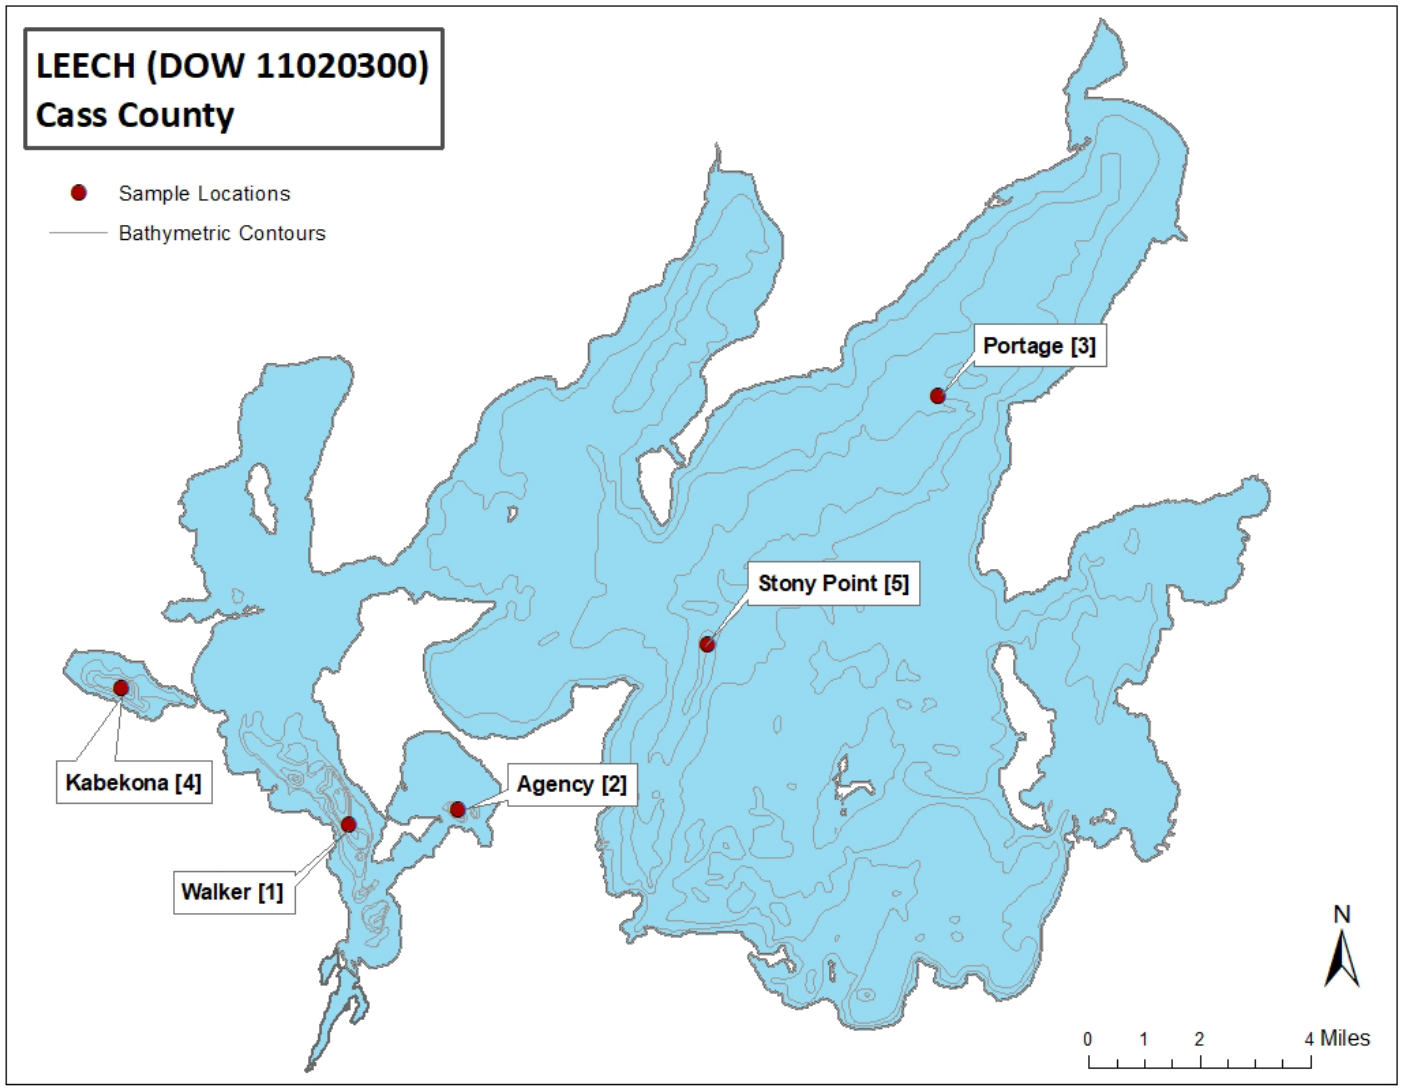 LEECH (DOW 11020300)
Cass County
Sample Locations
Bathymetric Contours
Portage [3]
Stony Point [5]
Kabekona [4]
Agency [2]
Walker [1]
N
0 1 2 4 Miles